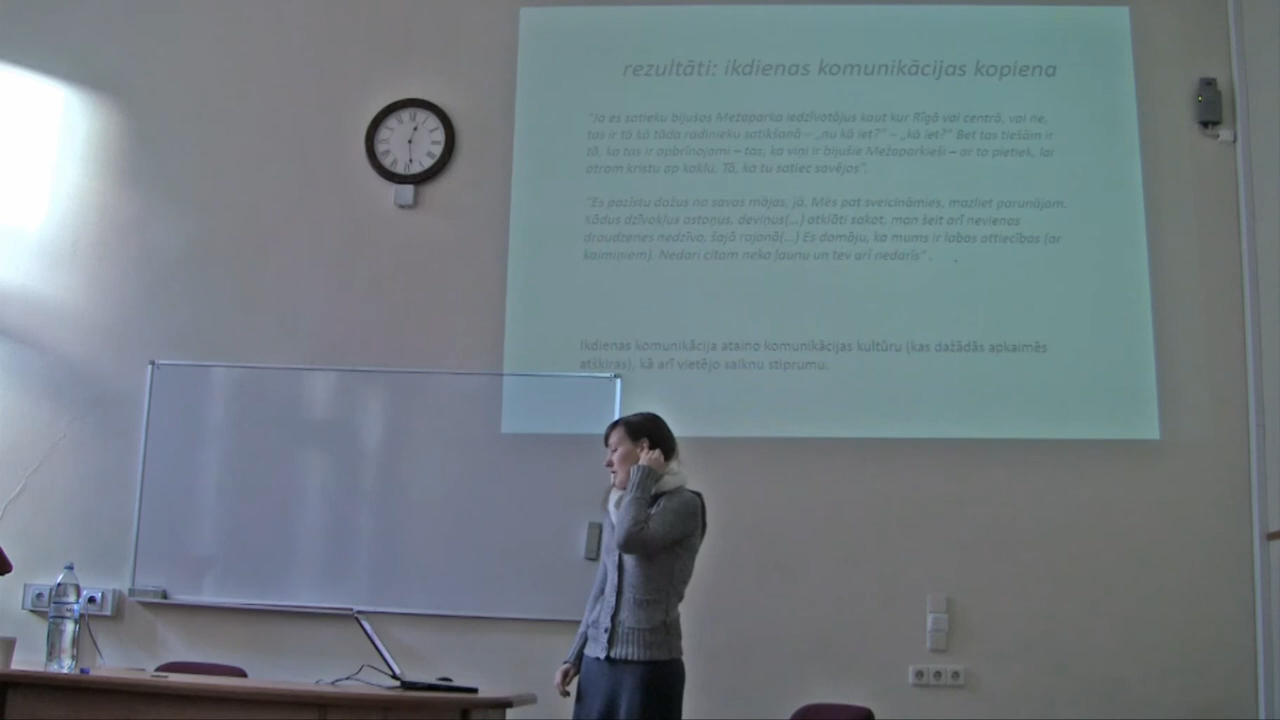 rezultāti: ikdienas komunikācijas kopiena
"Ja es satieku bijušos Mežaparka iedzīvotājus kaut kur Rīgā vai centrā, vai ne,
tas ir tā kā tāda radinieku satikšanā – „nu kā iet?" – „kā iet?" Bet tas tiešām ir
tā, ka tas ir apbrīnojami – tas, ka viņi ir bijušie Mežaparkieši – ar to pietiek, lai
otram kristu ap kaklu. Tā, ka tu satiec savējos".
"Es pazīstu dažus no savas mājas, jā. Mēs pat sveicināmies, mazliet parunājam.
Kādus dzīvokļus astoņus, deviņus(...) atklāti sakot, man šeit arī nevienas
draudzenes nedzīvo, šajā rajonā(...) Es domāju, ka mums ir labas attiecības (ar
kaimiņiem). Nedari citam neko ļaunu un tev arī nedarīs" .
Ikdienas komunikācija ataino komunikācijas kultūru (kas dažādās apkaimēs
atšķiras), kā arī vietējo saikņu stiprumu.